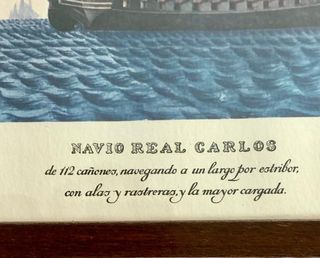 NAVIO REAL CARLOS
de 112 cañones, navegando a un largo por estribor,
con alas y rastreras, y la mayor cargada.